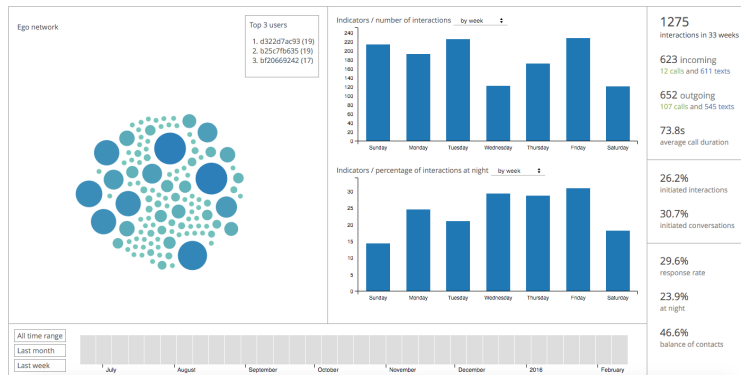 Ego network
Top 3 users
1. d322d7ac93 (19)
2. b25c7fb635 (19)
3. bf20669242 (17)
Indicators / number of interactions by week
240
220
200
180
160
140
120
100
80
60
40
20
0
Sunday Monday Tuesday Wednesday Thursday Friday Saturday
Indicators / percentage of interactions at night by week
30
25
20
15
10
5
0
Sunday Monday Tuesday Wednesday Thursday Friday Saturday
1275
interactions in 33 weeks
623 incoming
12 calls and 611 texts
652 outgoing
107 calls and 545 texts
73.8s
average call duration
26.2%
initiated interactions
30.7%
initiated conversations
29.6%
response rate
23.9%
at night
46.6%
balance of contacts
All time range
Last month
Last week
July August September October November December 2016 February